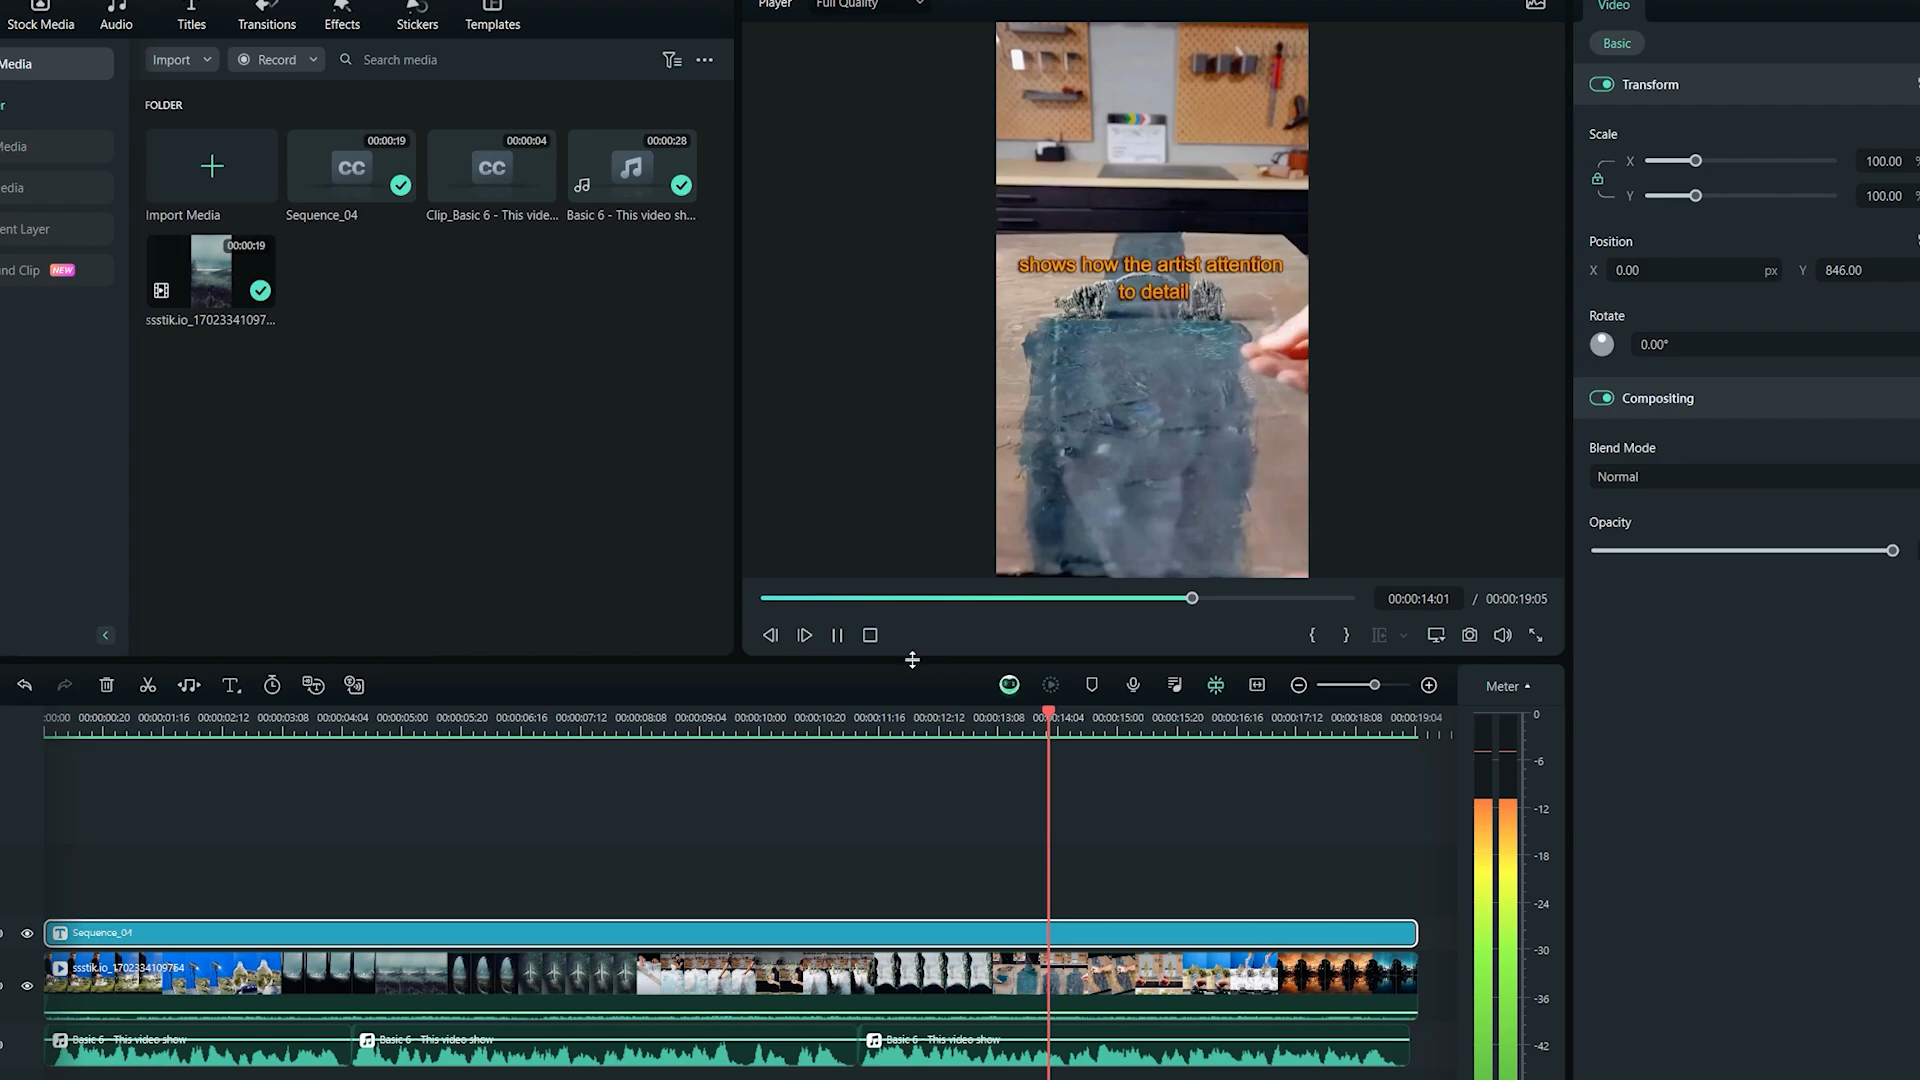 Stock Media
Audio
Titles
Transitions
Effects
Stickers
Templates
Media
Import
Record
Search media
FOLDER
00:00:19
CC
00:00:04
CC
00:00:28
Import Media
Sequence_04
Clip_Basic 6 - This vide...
Basic 6 - This video sh...
Media
edia
ent Layer
nd Clip NEW
00:00:19
ssstik.io_17023341097...
Player
Full Quality
shows how the artist attention
to detail
00:00:14:01 / 00:00:19:05
Video
Basic
Transform
Scale
X
100.00
Y
100.00
Position
X 0.00 px Y 846.00
Rotate
0.00°
Compositing
Blend Mode
Normal
Opacity
Meter
:00:00 00:00:00:20 00:00:01:16 00:00:02:12 00:00:03:08 00:00:04:04 00:00:05:00 00:00:05:20 00:00:06:16 00:00:07:12 00:00:08:08 00:00:09:04 00:00:10:00 00:00:10:20 00:00:11:16 00:00:12:12 00:00:13:08 00:00:14:04 00:00:15:00 00:00:15:20 00:00:16:16 00:00:17:12 00:00:18:08 00:00:19:04
0
-6
-12
-18
-24
-30
-36
-42
Sequence_04
ssstik.io_1702334109764
Basic 6 - This video show
Basic 6 - This video show
Basic 6 - This video show